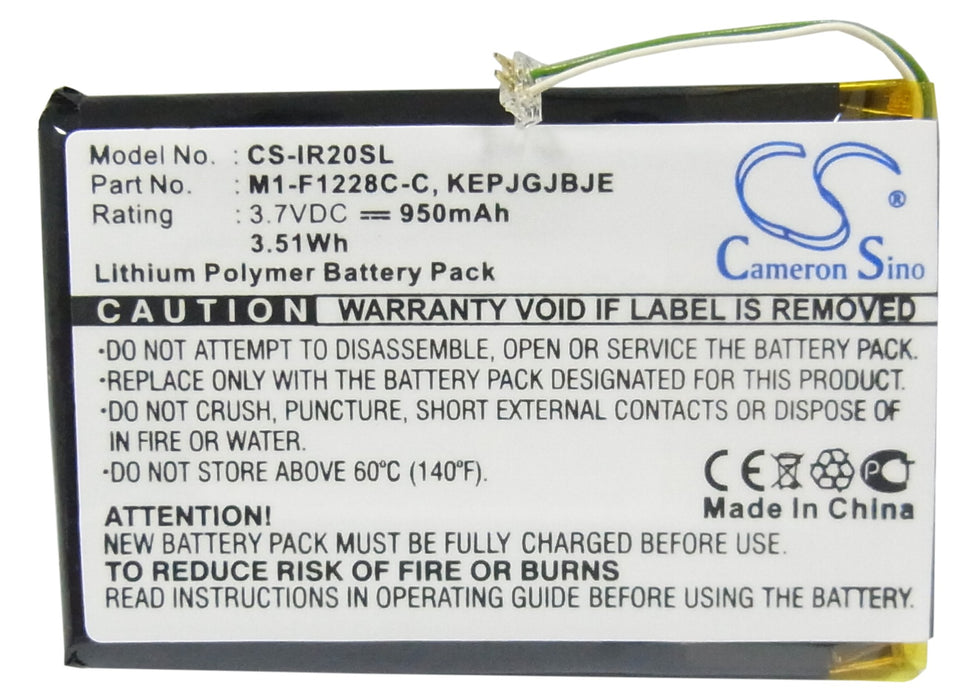 Model No. : CS-IR20SL
Part No. : M1-F1228C-C, KEPJGJBJE
Rating : 3.7VDC ⎓ 950mAh
3.51Wh
Lithium Polymer Battery Pack
CS®
Cameron Sino
CAUTION WARRANTY VOID IF LABEL IS REMOVED
·DO NOT ATTEMPT TO DISASSEMBLE, OPEN OR SERVICE THE BATTERY PACK.
·REPLACE ONLY WITH THE BATTERY PACK DESIGNATED FOR THIS PRODUCT.
·DO NOT CRUSH, PUNCTURE, SHORT EXTERNAL CONTACTS OR DISPOSE OF
IN FIRE OR WATER.
·DO NOT STORE ABOVE 60°C (140°F).
CE PC
Made In China
ATTENTION!
NEW BATTERY PACK MUST BE FULLY CHARGED BEFORE USE.
TO REDUCE RISK OF FIRE OR BURNS
READ INSTRUCTIONS IN OPERATING GUIDE BEFORE USING THE BATTERY.